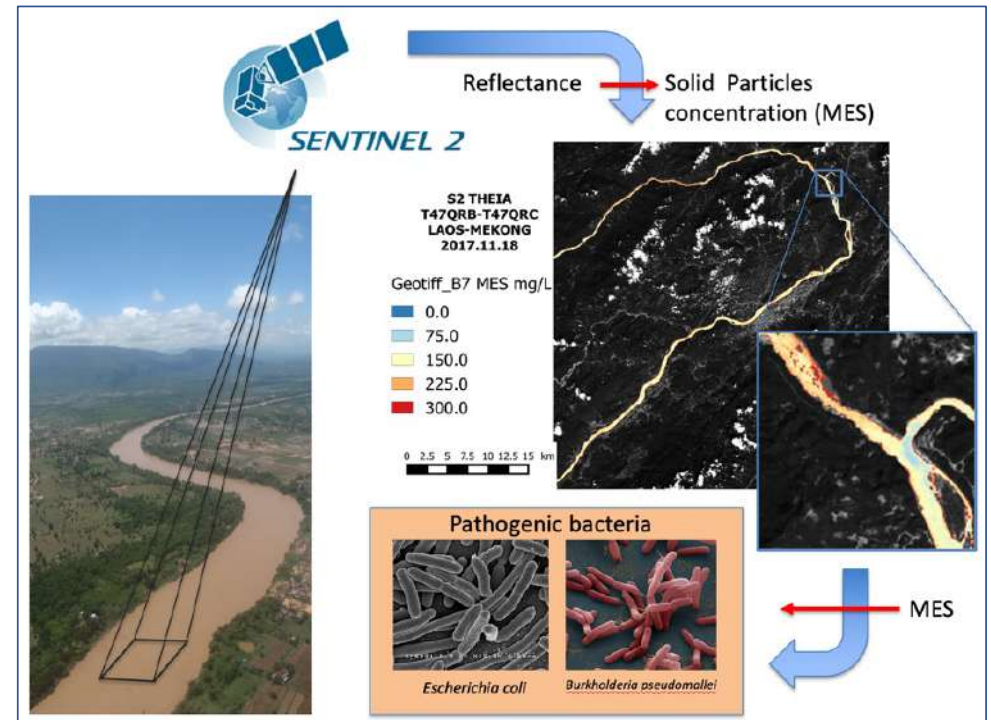 SENTINEL 2
Reflectance
Solid Particles
concentration (MES)
S2 THEIA
T47QRB-T47QRC
LAOS-MEKONG
2017.11.18
Geotiff_B7 MES mg/L
0.0
75.0
150.0
225.0
300.0
0 2.5 5 7.5 10 12.5 15 km
Pathogenic bacteria
Escherichia coli
Burkholderia pseudomallei
MES